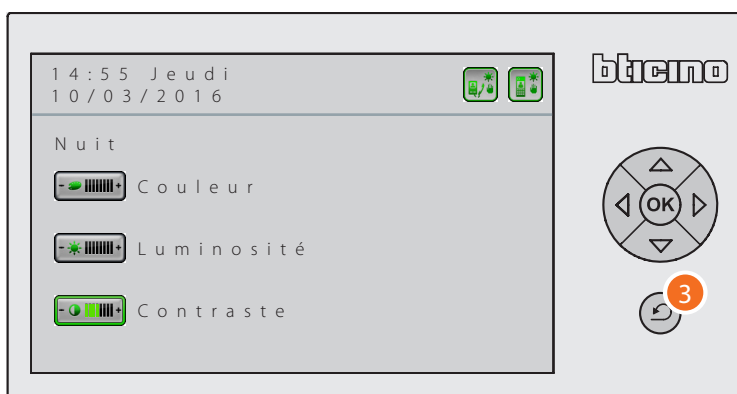 14:55 Jeudi
10/03/2016
bticino
Nuit
- + Couleur
- + Luminosité
- + Contraste
OK
3